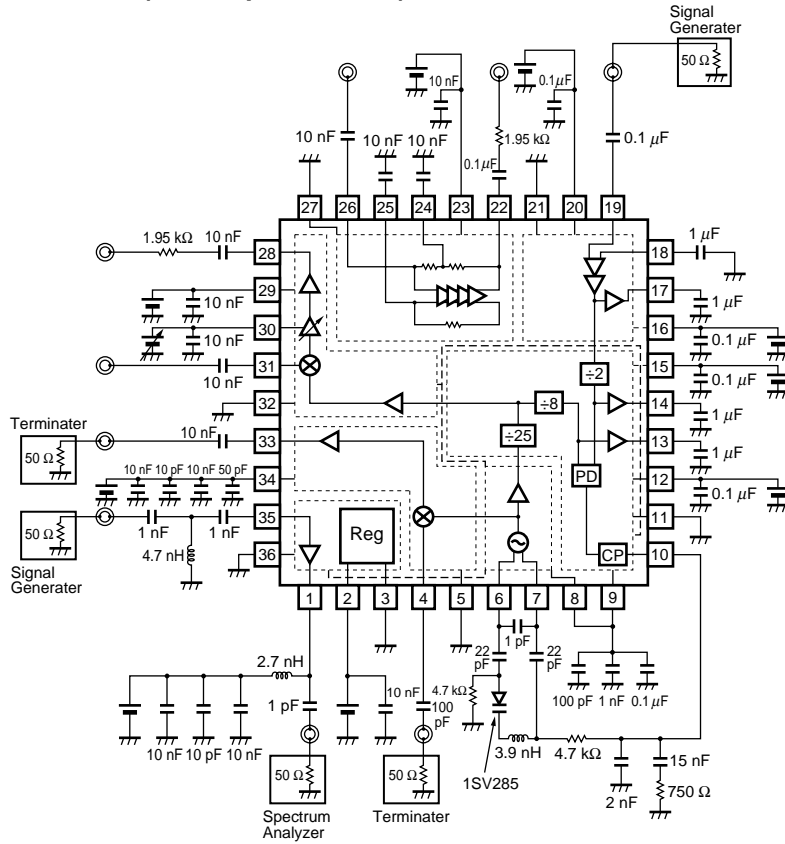 Signal
Generater
50 Ω
10 nF
0.1 μF
1.95 kΩ
10 nF
10 nF
10 nF
0.1 μF
0.1 μF
27
26
25
24
23
22
21
20
19
1.95 kΩ
10 nF
28
18
1 μF
29
10 nF
17
1 μF
30
10 nF
16
0.1 μF
31
10 nF
÷2
15
0.1 μF
32
÷8
14
1 μF
Terminater
50 Ω
10 nF
33
÷25
13
1 μF
10 nF
10 pF
10 nF
50 pF
34
PD
12
0.1 μF
50 Ω
1 nF
1 nF
35
11
4.7 nH
Signal
Generater
36
Reg
CP
10
1
2
3
4
5
6
7
8
9
1 pF
2.7 nH
22
pF
22
pF
1 pF
10 nF
100
pF
4.7 kΩ
100 pF
1 nF
0.1 μF
10 nF
10 pF
10 nF
3.9 nH
4.7 kΩ
15 nF
50 Ω
50 Ω
1SV285
2 nF
750 Ω
Spectrum
Analyzer
Terminater